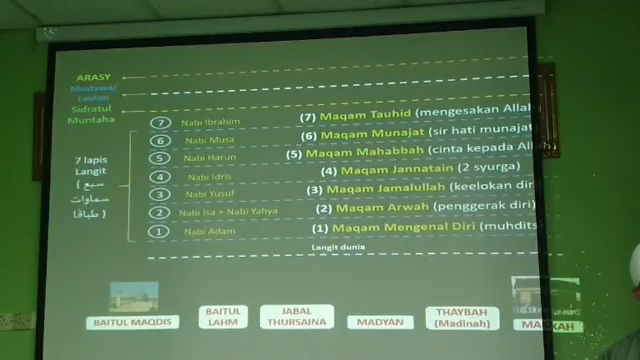 ARASY
Mustawa/
Lautan
Sidratul
Muntaha
7 lapis
Langit
( سبع
سماوات
طباقا )
7 Nabi Ibrahim (7) Maqam Tauhid (mengesakan Allah
6 Nabi Musa (6) Maqam Munajat (sir hati munajat
5 Nabi Harun (5) Maqam Mahabbah (cinta kepada All
4 Nabi Idris (4) Maqam Jannatain (2 syurga)
3 Nabi Yusuf (3) Maqam Jamalullah (keelokan dir
2 Nabi Isa + Nabi Yahya (2) Maqam Arwah (penggerak diri)
1 Nabi Adam (1) Maqam Mengenal Diri (muhdits
Langit dunia
BAITUL MAQDIS
BAITUL
LAHM
JABAL
THURSAINA
MADYAN
THAYBAH
(Madinah)
MAKKAH